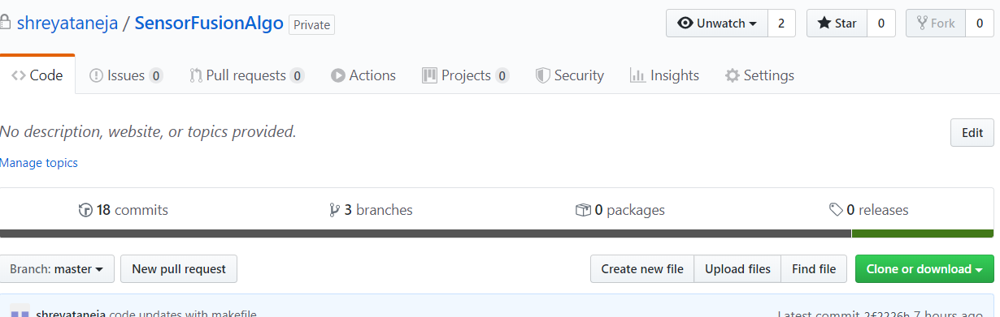 shreyataneja / SensorFusionAlgo Private Unwatch 2 Star 0 Fork 0
Code Issues 0 Pull requests 0 Actions Projects 0 Security Insights Settings
No description, website, or topics provided. Edit
Manage topics
18 commits 3 branches 0 packages 0 releases
Branch: master New pull request Create new file Upload files Find file Clone or download
shreyataneja code updates with makefile Latest commit 2f2226b 7 hours ago